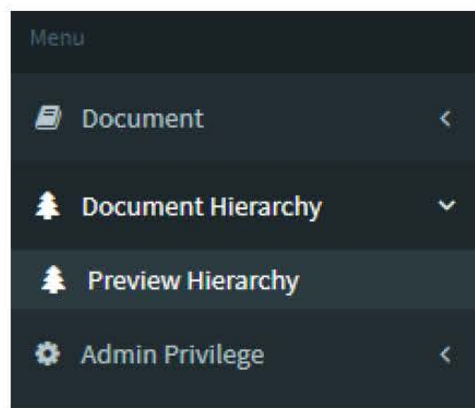 Menu
Document
Document Hierarchy
Preview Hierarchy
Admin Privilege